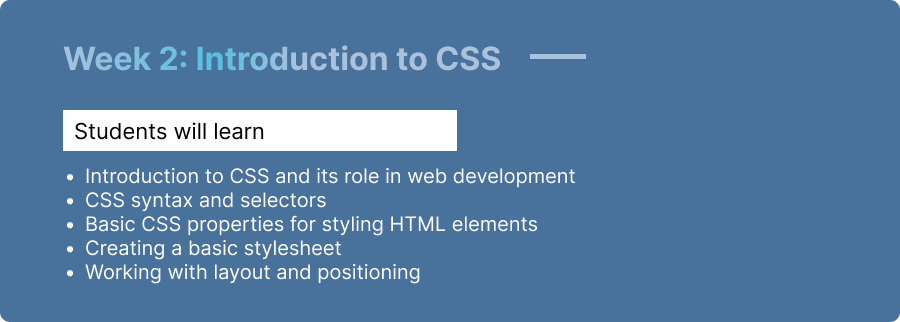 Week 2: Introduction to CSS
Students will learn
• Introduction to CSS and its role in web development
• CSS syntax and selectors
• Basic CSS properties for styling HTML elements
• Creating a basic stylesheet
• Working with layout and positioning